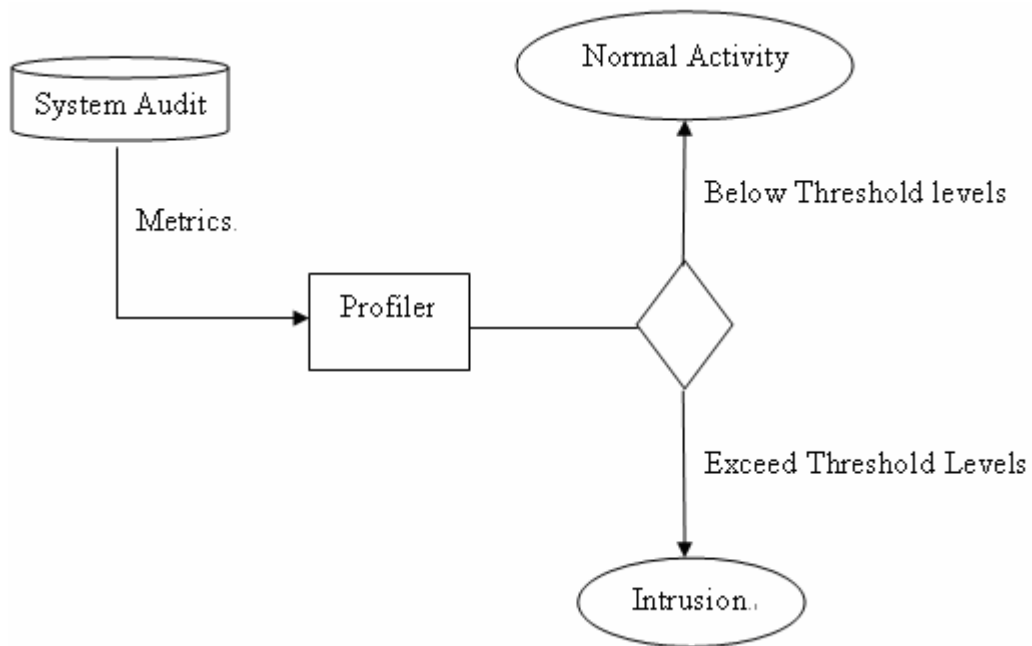 Normal Activity
System Audit
Below Threshold levels
Metrics.
Profiler
Exceed Threshold Levels
Intrusion..